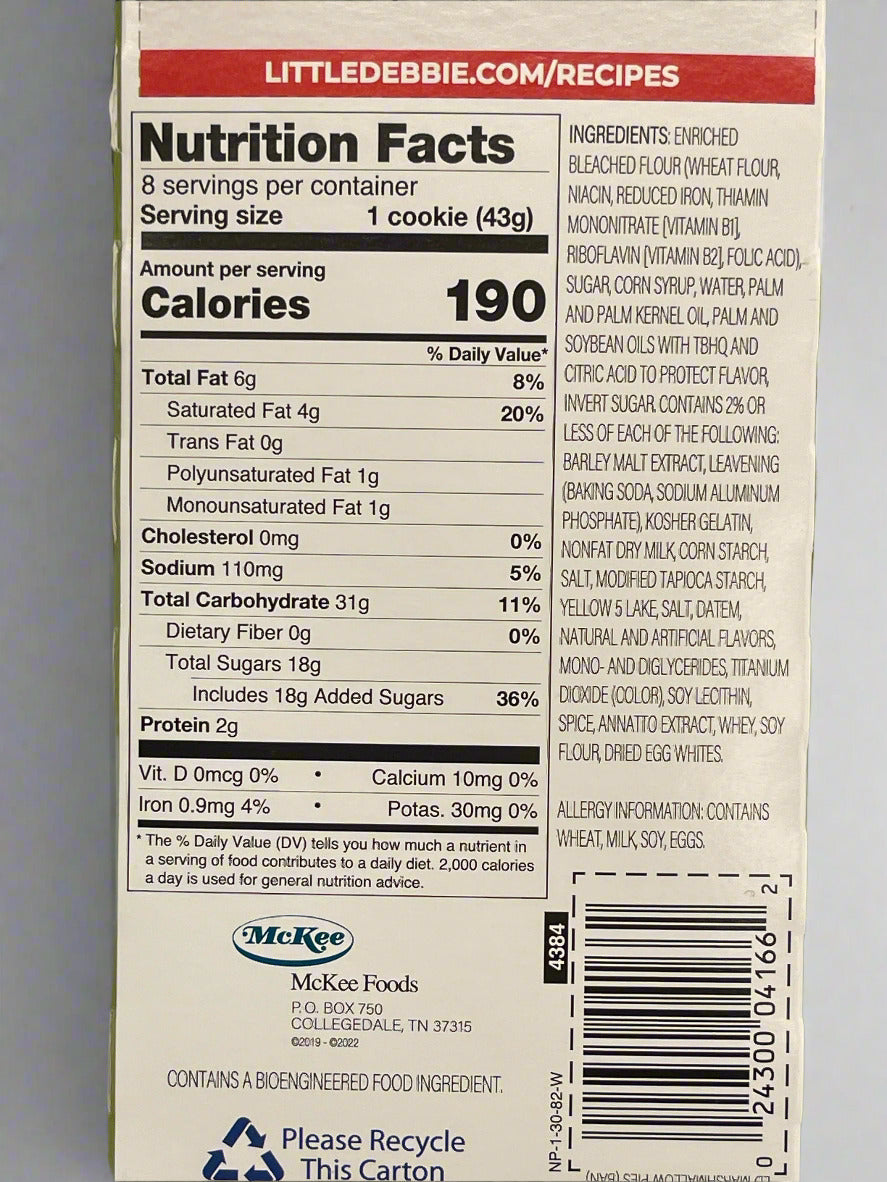 LITTLEDEBBIE.COM/RECIPES
Nutrition Facts
8 servings per container
Serving size 1 cookie (43g)
Amount per serving
Calories 190
% Daily Value*
Total Fat 6g 8%
Saturated Fat 4g 20%
Trans Fat 0g
Polyunsaturated Fat 1g
Monounsaturated Fat 1g
Cholesterol 0mg 0%
Sodium 110mg 5%
Total Carbohydrate 31g 11%
Dietary Fiber 0g 0%
Total Sugars 18g
Includes 18g Added Sugars 36%
Protein 2g
Vit. D 0mcg 0% • Calcium 10mg 0%
Iron 0.9mg 4% • Potas. 30mg 0%
* The % Daily Value (DV) tells you how much a nutrient in
a serving of food contributes to a daily diet. 2,000 calories
a day is used for general nutrition advice.
INGREDIENTS: ENRICHED
BLEACHED FLOUR (WHEAT FLOUR,
NIACIN, REDUCED IRON, THIAMIN
MONONITRATE [VITAMIN B1],
RIBOFLAVIN [VITAMIN B2], FOLIC ACID),
SUGAR, CORN SYRUP, WATER, PALM
AND PALM KERNEL OIL, PALM AND
SOYBEAN OILS WITH TBHQ AND
CITRIC ACID TO PROTECT FLAVOR,
INVERT SUGAR. CONTAINS 2% OR
LESS OF EACH OF THE FOLLOWING:
BARLEY MALT EXTRACT, LEAVENING
(BAKING SODA, SODIUM ALUMINUM
PHOSPHATE), KOSHER GELATIN,
NONFAT DRY MILK, CORN STARCH,
SALT, MODIFIED TAPIOCA STARCH,
YELLOW 5 LAKE, SALT, DATEM,
NATURAL AND ARTIFICIAL FLAVORS,
MONO- AND DIGLYCERIDES, TITANIUM
DIOXIDE (COLOR), SOY LECITHIN,
SPICE, ANNATTO EXTRACT, WHEY, SOY
FLOUR, DRIED EGG WHITES.
ALLERGY INFORMATION: CONTAINS
WHEAT, MILK, SOY, EGGS.
McKee
McKee Foods
P.O. BOX 750
COLLEGEDALE, TN 37315
©2019 - ©2022
CONTAINS A BIOENGINEERED FOOD INGREDIENT.
Please Recycle
This Carton
4384
NP-1-30-82-W
0 24300 04166 2
LD MARSHMALLOW PIES (BAN)